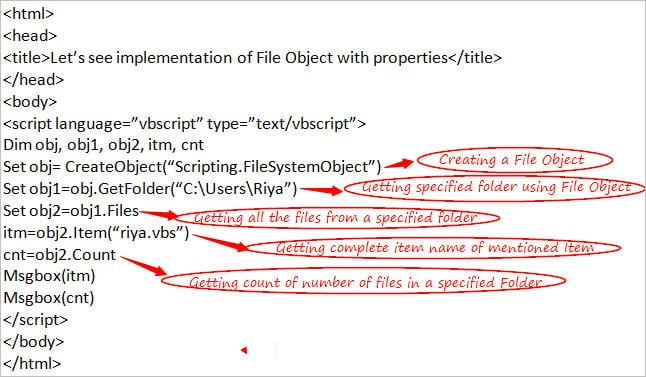 <html>
<head>
<title>Let’s see implementation of File Object with properties</title>
</head>
<body>
<script language=”vbscript” type=”text/vbscript”>
Dim obj, obj1, obj2, itm, cnt
Set obj= CreateObject(“Scripting.FileSystemObject”)
Creating a File Object
Set obj1=obj.GetFolder(“C:\Users\Riya”)
Getting specified folder using File Object
Set obj2=obj1.Files
Getting all the files from a specified folder
itm=obj2.Item(“riya.vbs”)
Getting complete item name of mentioned Item
cnt=obj2.Count
Getting count of number of files in a specified Folder
Msgbox(itm)
Msgbox(cnt)
</script>
</body>
</html>